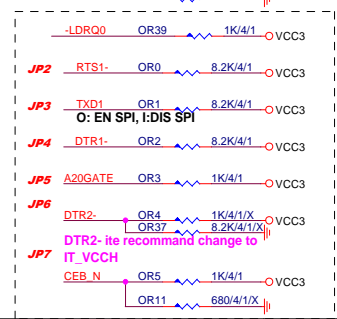 -LDRQ0 OR39 1K/4/1 VCC3
JP2 RTS1- OR0 8.2K/4/1 VCC3
JP3 TXD1 OR1 8.2K/4/1 VCC3
O: EN SPI, I:DIS SPI
JP4 DTR1- OR2 8.2K/4/1 VCC3
JP5 A20GATE OR3 1K/4/1 VCC3
JP6
DTR2- OR4 1K/4/1/X VCC3
OR37 8.2K/4/1/X
DTR2- ite recommand change to
JP7 IT_VCCH
CEB_N OR5 1K/4/1 VCC3
OR11 680/4/1/X